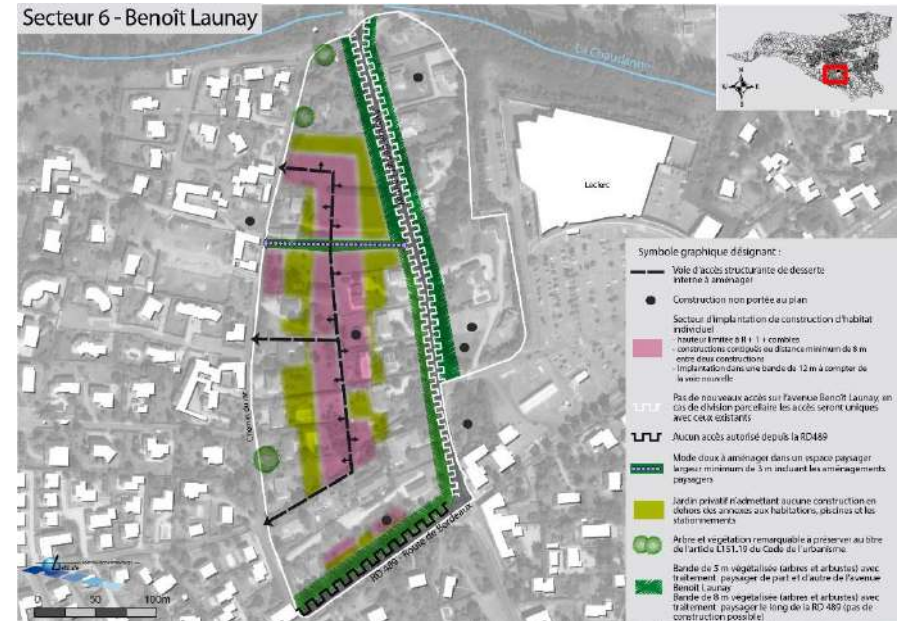 Secteur 6 - Benoît Launay
La Chaudanne
N
S
Leclerc
Chemin du
RD 489 - Route de Bordeaux
0 50 100m
Symbole graphique désignant :
Voie d'accès structurante de desserte
interne à aménager
Construction non portée au plan
Secteur d'implantation de construction d'habitat
individuel
- hauteur limitée à R + 1 + combles
- constructions contiguës ou distance minimum de 8 m
entre deux constructions
- Implantation dans une bande de 12 m à compter de
la voie nouvelle
Pas de nouveaux accès sur l'avenue Benoît Launay, en
cas de division parcellaire les accès seront uniques
avec ceux existants
Aucun accès autorisé depuis la RD489
Mode doux à aménager dans un espace paysager
largeur minimum de 3 m incluant les aménagements
paysagers
Jardin privatif n'admettant aucune construction en
dehors des annexes aux habitations, piscines et les
stationnements
Arbre et végétation remarquable à préserver au titre
de l'article L151.19 du Code de l'urbanisme.
Bande de 5 m végétalisée (arbres et arbustes) avec
traitement paysager de part et d'autre de l'avenue
Benoît Launay
Bande de 8 m végétalisée (arbres et arbustes) avec
traitement paysager le long de la RD 489 (pas de
construction possible)